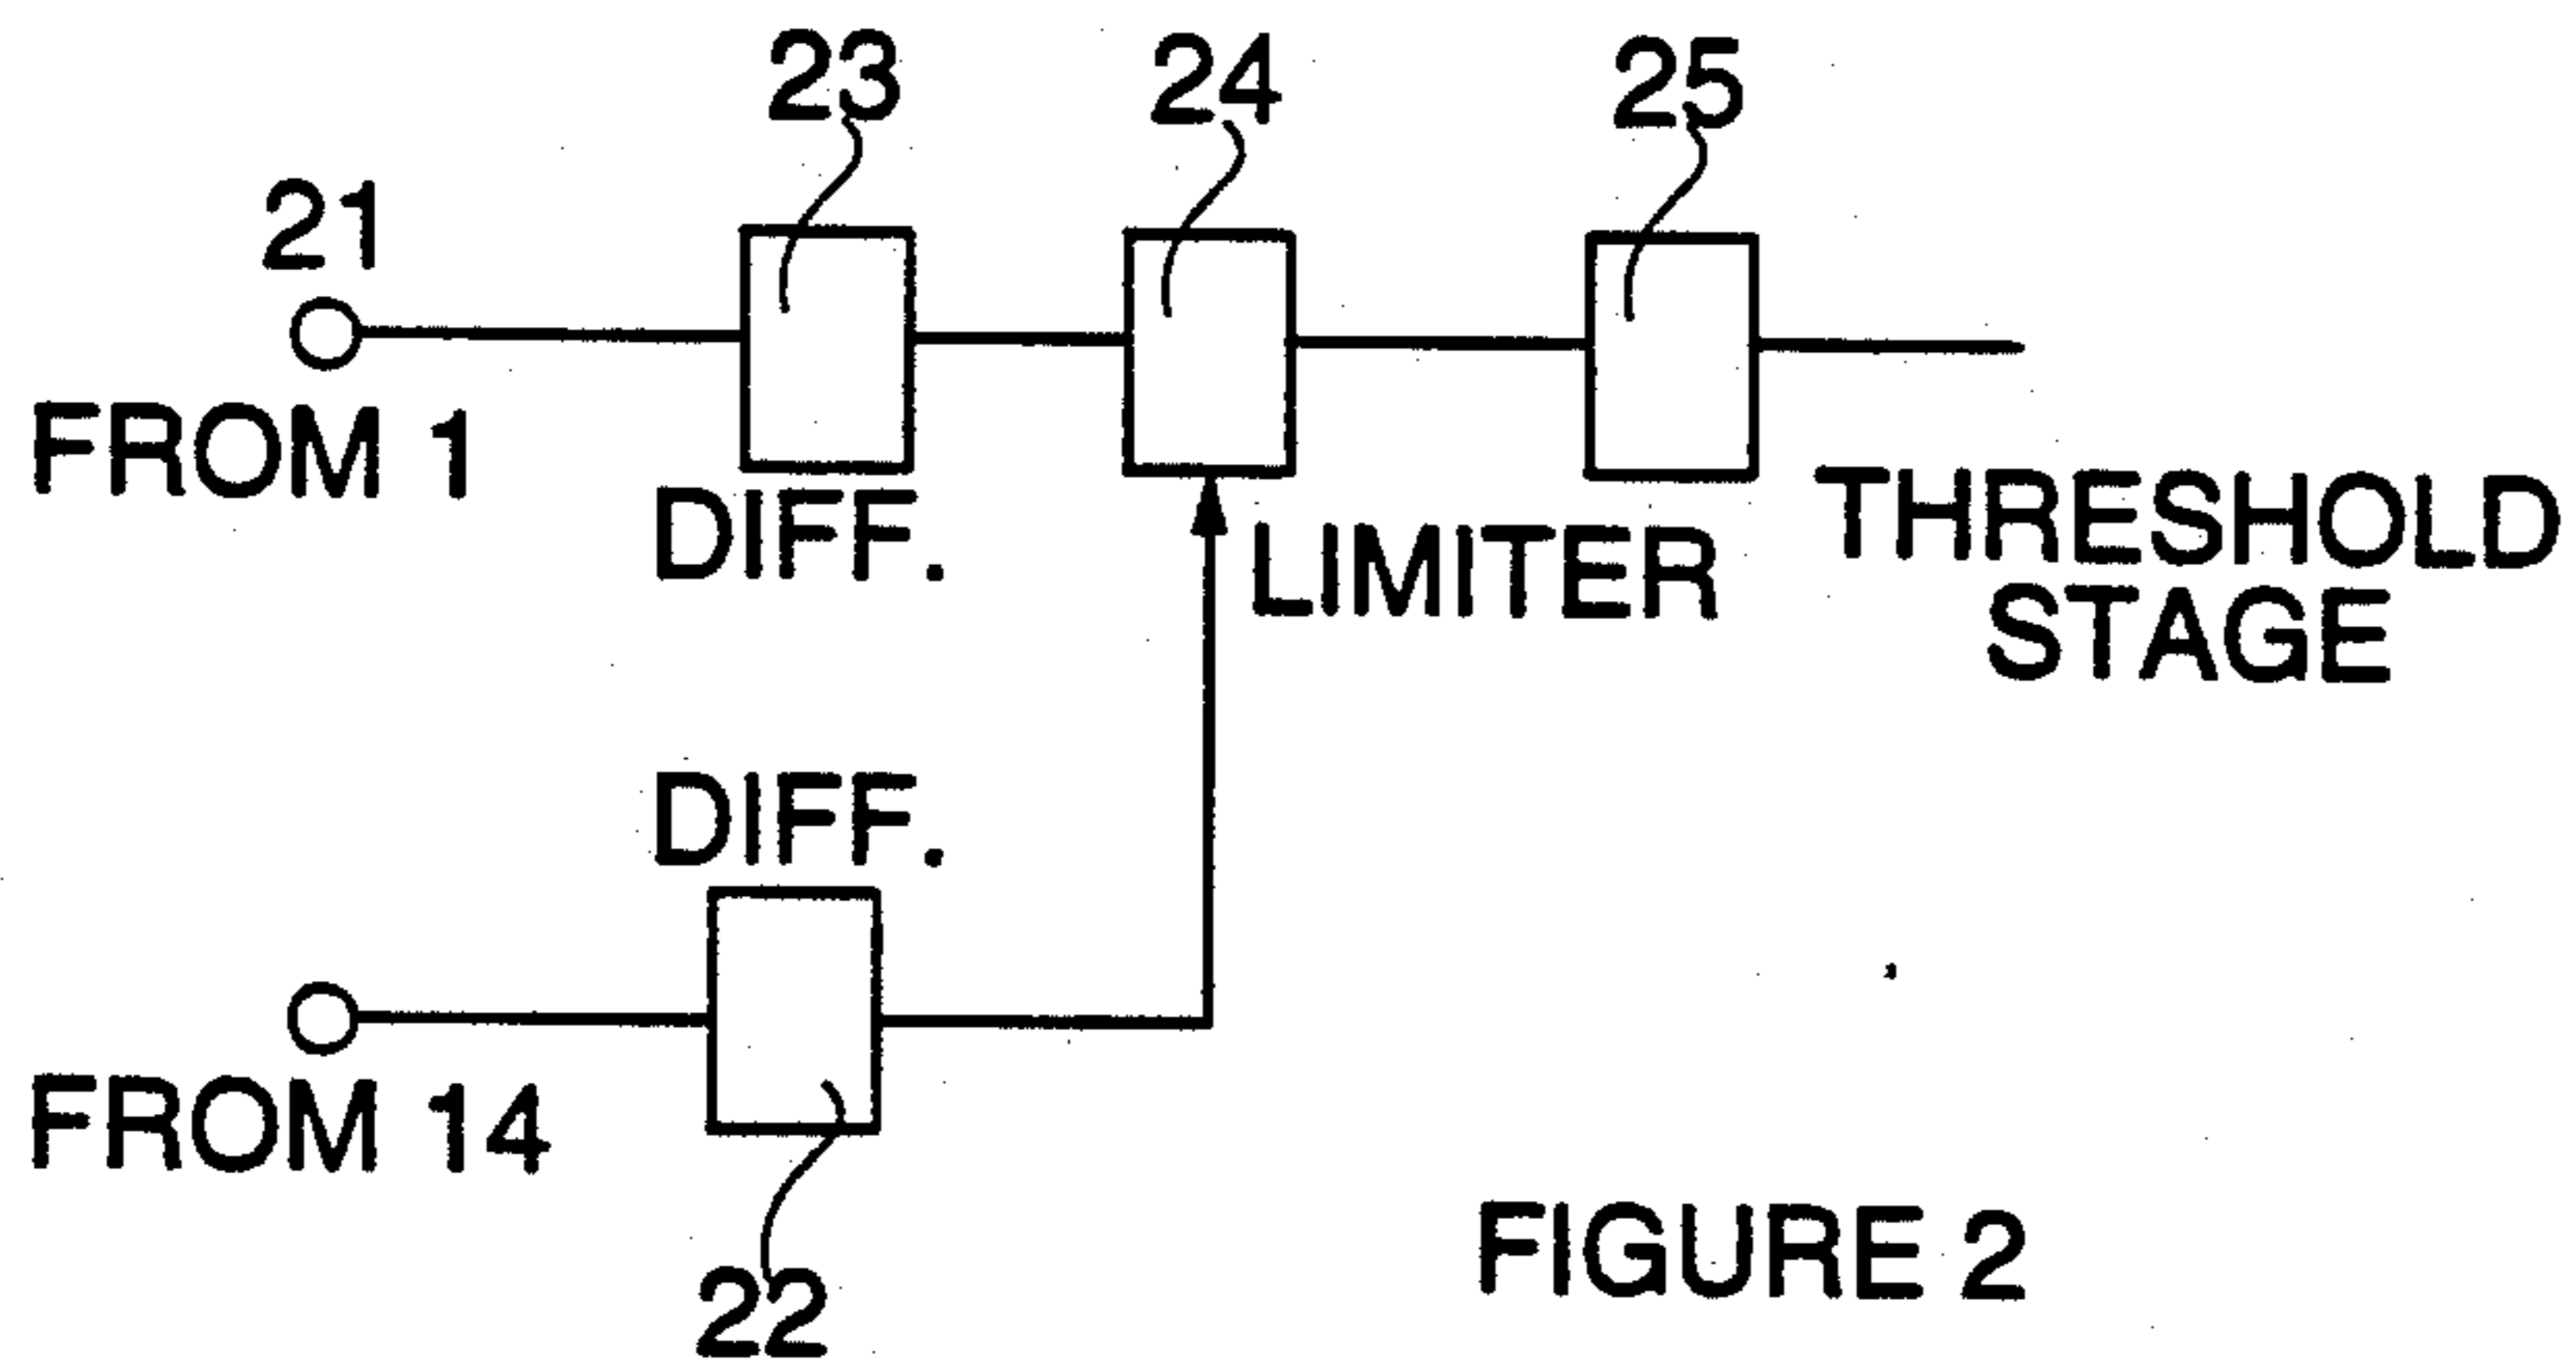 23
24
25
21
FROM 1
DIFF.
LIMITER
THRESHOLD
STAGE
DIFF.
FROM 14
22
FIGURE 2